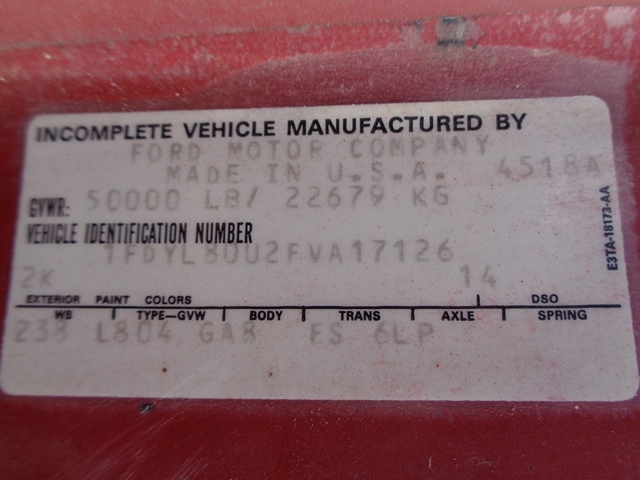 INCOMPLETE VEHICLE MANUFACTURED BY
FORD MOTOR COMPANY
MADE IN U.S.A. 4518A
GVWR: 50000 LB/ 22679 KG
VEHICLE IDENTIFICATION NUMBER
1FDYL80U2FVA17126
2K 14
EXTERIOR PAINT COLORS DSO
WB TYPE-GVW BODY TRANS AXLE SPRING
238 L804 GA8 FS 6LP
E3TA-18173-AA